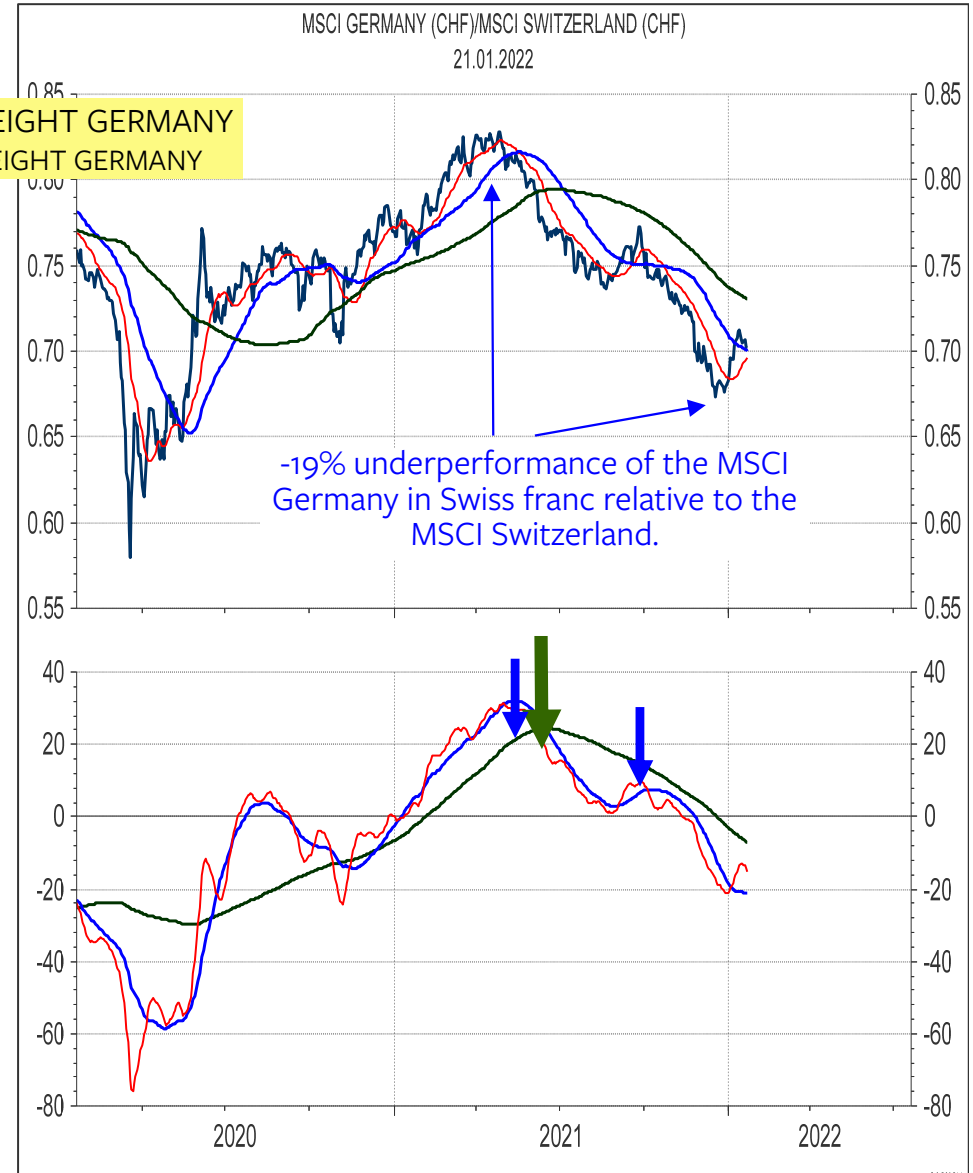 MSCI GERMANY (CHF)/MSCI SWITZERLAND (CHF)
21.01.2022
0.85 0.85
EIGHT GERMANY
EIGHT GERMANY
0.80 0.80
0.75 0.75
0.70 0.70
0.65 0.65
-19% underperformance of the MSCI
Germany in Swiss franc relative to the
MSCI Switzerland.
0.60 0.60
0.55 0.55
40 40
20 20
0 0
-20 -20
-40 -40
-60 -60
-80 -80
2020 2021 2022